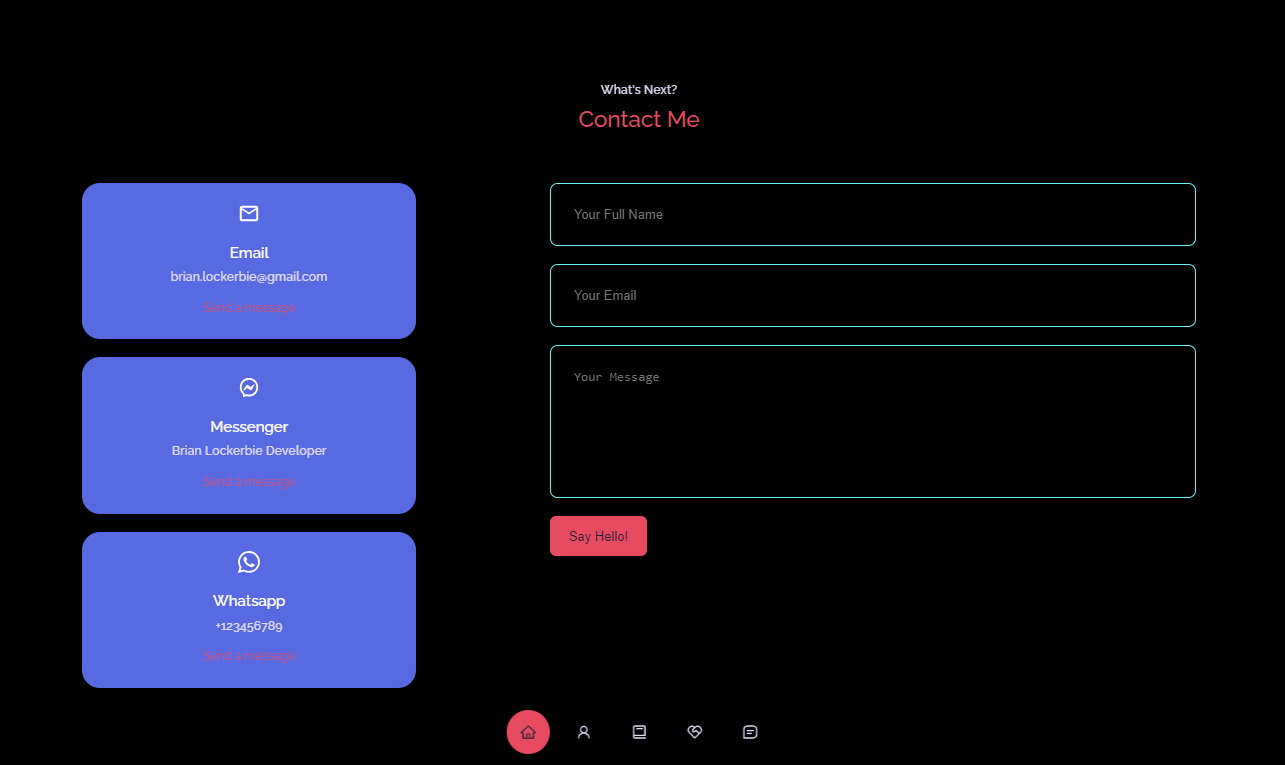 What's Next?
Contact Me
Email
brian.lockerbie@gmail.com
Send a message
Messenger
Brian Lockerbie Developer
Send a message
Whatsapp
+123456789
Send a message
Your Full Name
Your Email
Your Message
Say Hello!